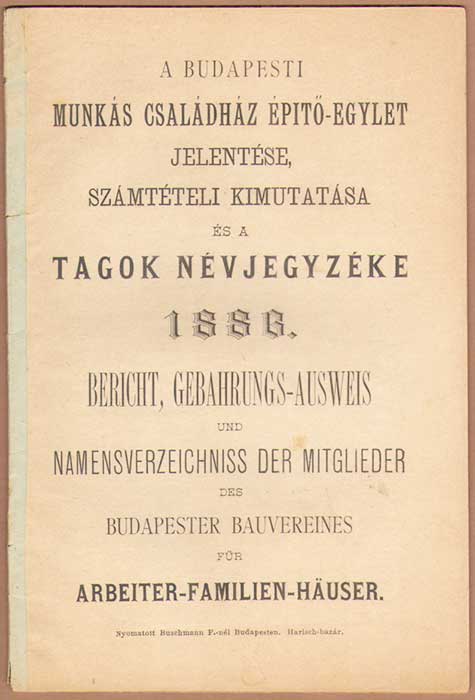 A BUDAPESTI
MUNKÁS CSALÁDHÁZ ÉPITŐ-EGYLET
JELENTÉSE,
SZÁMTÉTELI KIMUTATÁSA
ÉS A
TAGOK NÉVJEGYZÉKE
1886.
BERICHT, GEBAHRUNGS-AUSWEIS
UND
NAMENSVERZEICHNISS DER MITGLIEDER
DES
BUDAPESTER BAUVEREINES
FÜR
ARBEITER-FAMILIEN-HÄUSER.
Nyomatott Buschmann F.-nél Budapesten. Harisch-bazár.